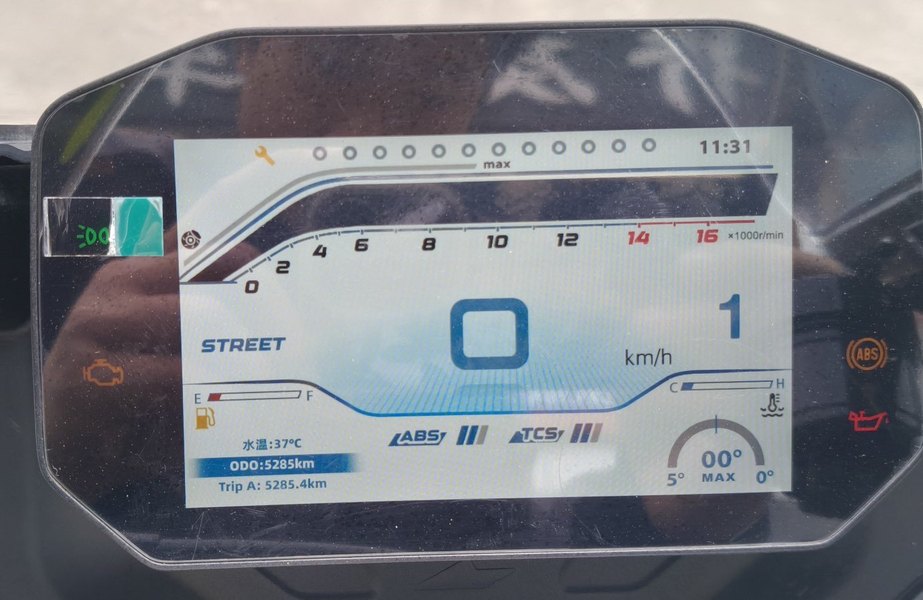 11:31
max
0 2 4 6 8 10 12 14 16 ×1000r/min
STREET
0 km/h
1
ABS
E F
C H
ABS TCS
水温:37℃
ODO:5285km
Trip A: 5285.4km
00°
5° MAX 0°